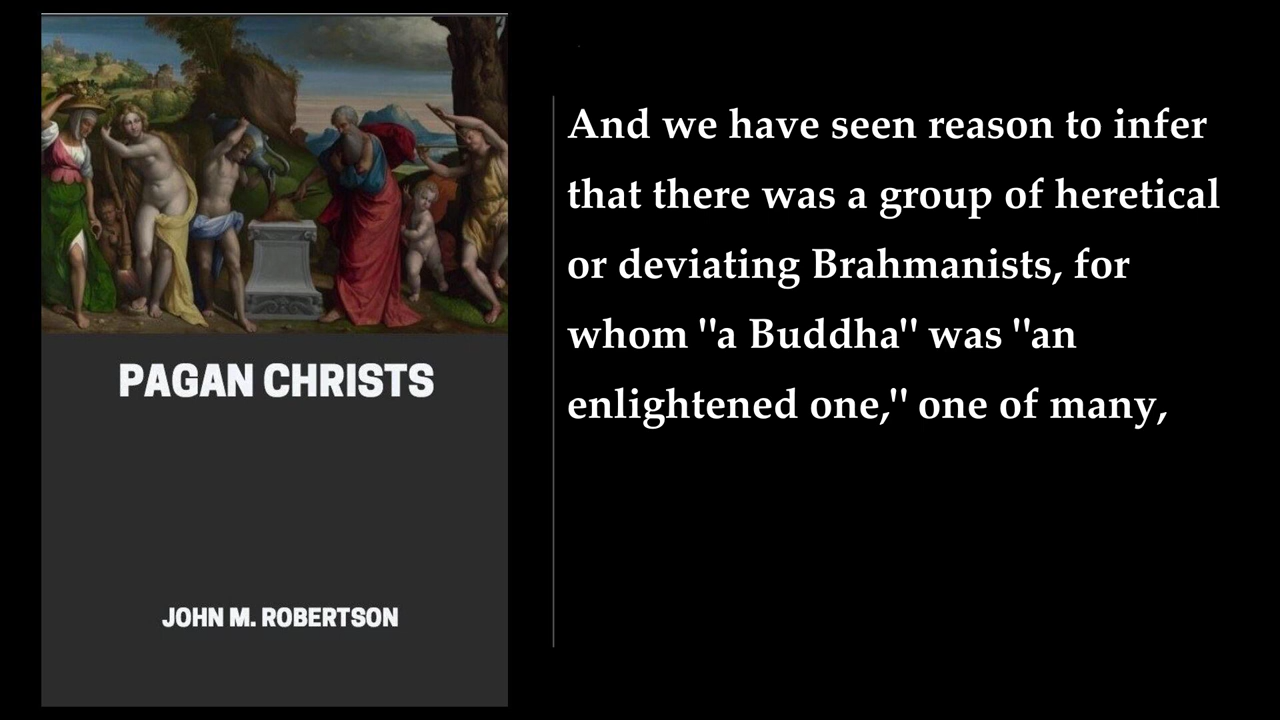 PAGAN CHRISTS
JOHN M. ROBERTSON
And we have seen reason to infer
that there was a group of heretical
or deviating Brahmanists, for
whom "a Buddha" was "an
enlightened one," one of many,